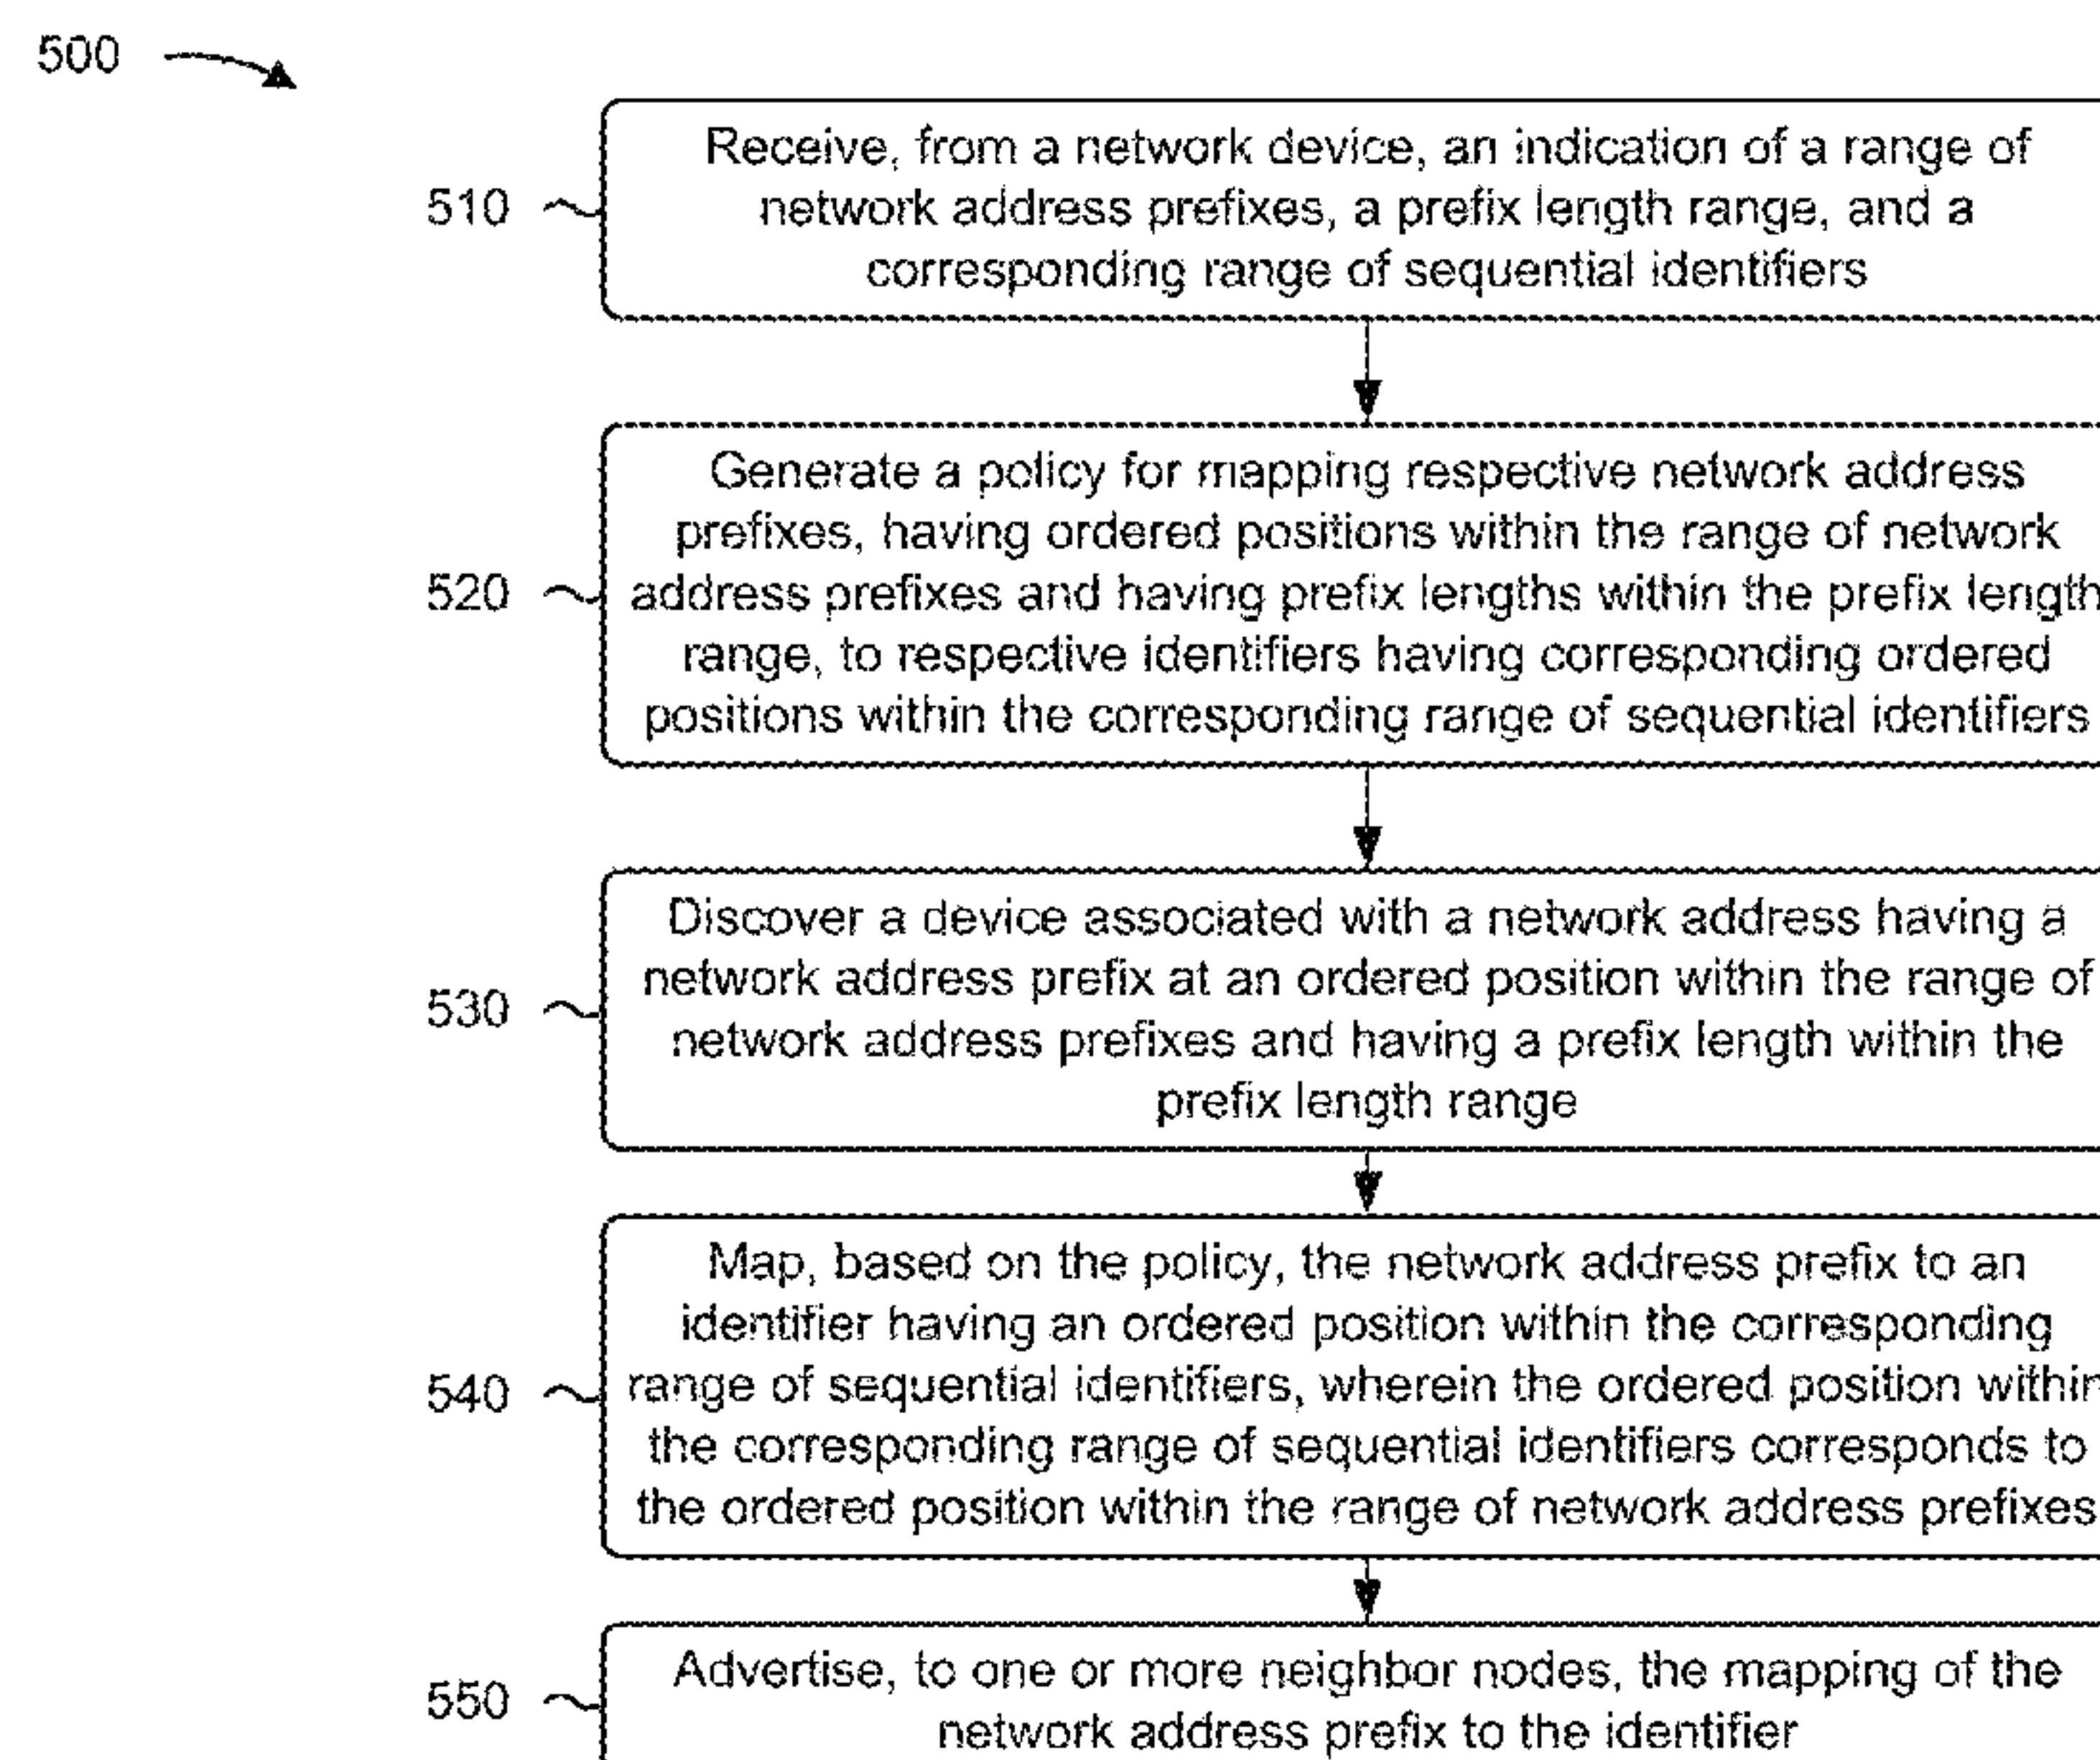 500
Receive, from a network device, an indication of a range of
network address prefixes, a prefix length range, and a
corresponding range of sequential identifiers
510
Generate a policy for mapping respective network address
prefixes, having ordered positions within the range of network
address prefixes and having prefix lengths within the prefix length
range, to respective identifiers having corresponding ordered
positions within the corresponding range of sequential identifiers
520
Discover a device associated with a network address having a
network address prefix at an ordered position within the range of
network address prefixes and having a prefix length within the
prefix length range
530
Map, based on the policy, the network address prefix to an
identifier having an ordered position within the corresponding
range of sequential identifiers, wherein the ordered position within
the corresponding range of sequential identifiers corresponds to
the ordered position within the range of network address prefixes
540
Advertise, to one or more neighbor nodes, the mapping of the
network address prefix to the identifier
550